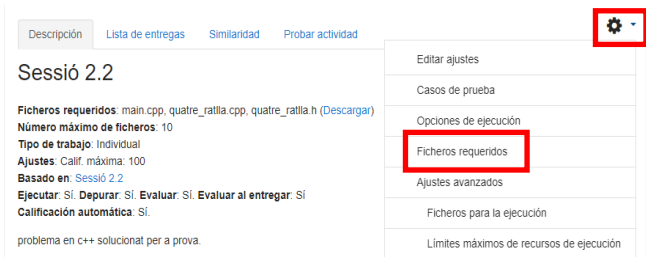 Descripción
Lista de entregas
Similaridad
Probar actividad
Sessió 2.2
Ficheros requeridos: main.cpp, quatre_ratlla.cpp, quatre_ratlla.h (Descargar)
Número máximo de ficheros: 10
Tipo de trabajo: Individual
Ajustes: Calif. máxima: 100
Basado en: Sessió 2.2
Ejecutar: Sí. Depurar: Sí. Evaluar: Sí. Evaluar al entregar: Sí
Calificación automática: Sí.
problema en c++ solucionat per a prova.
Editar ajustes
Casos de prueba
Opciones de ejecución
Ficheros requeridos
Ajustes avanzados
Ficheros para la ejecución
Límites máximos de recursos de ejecución